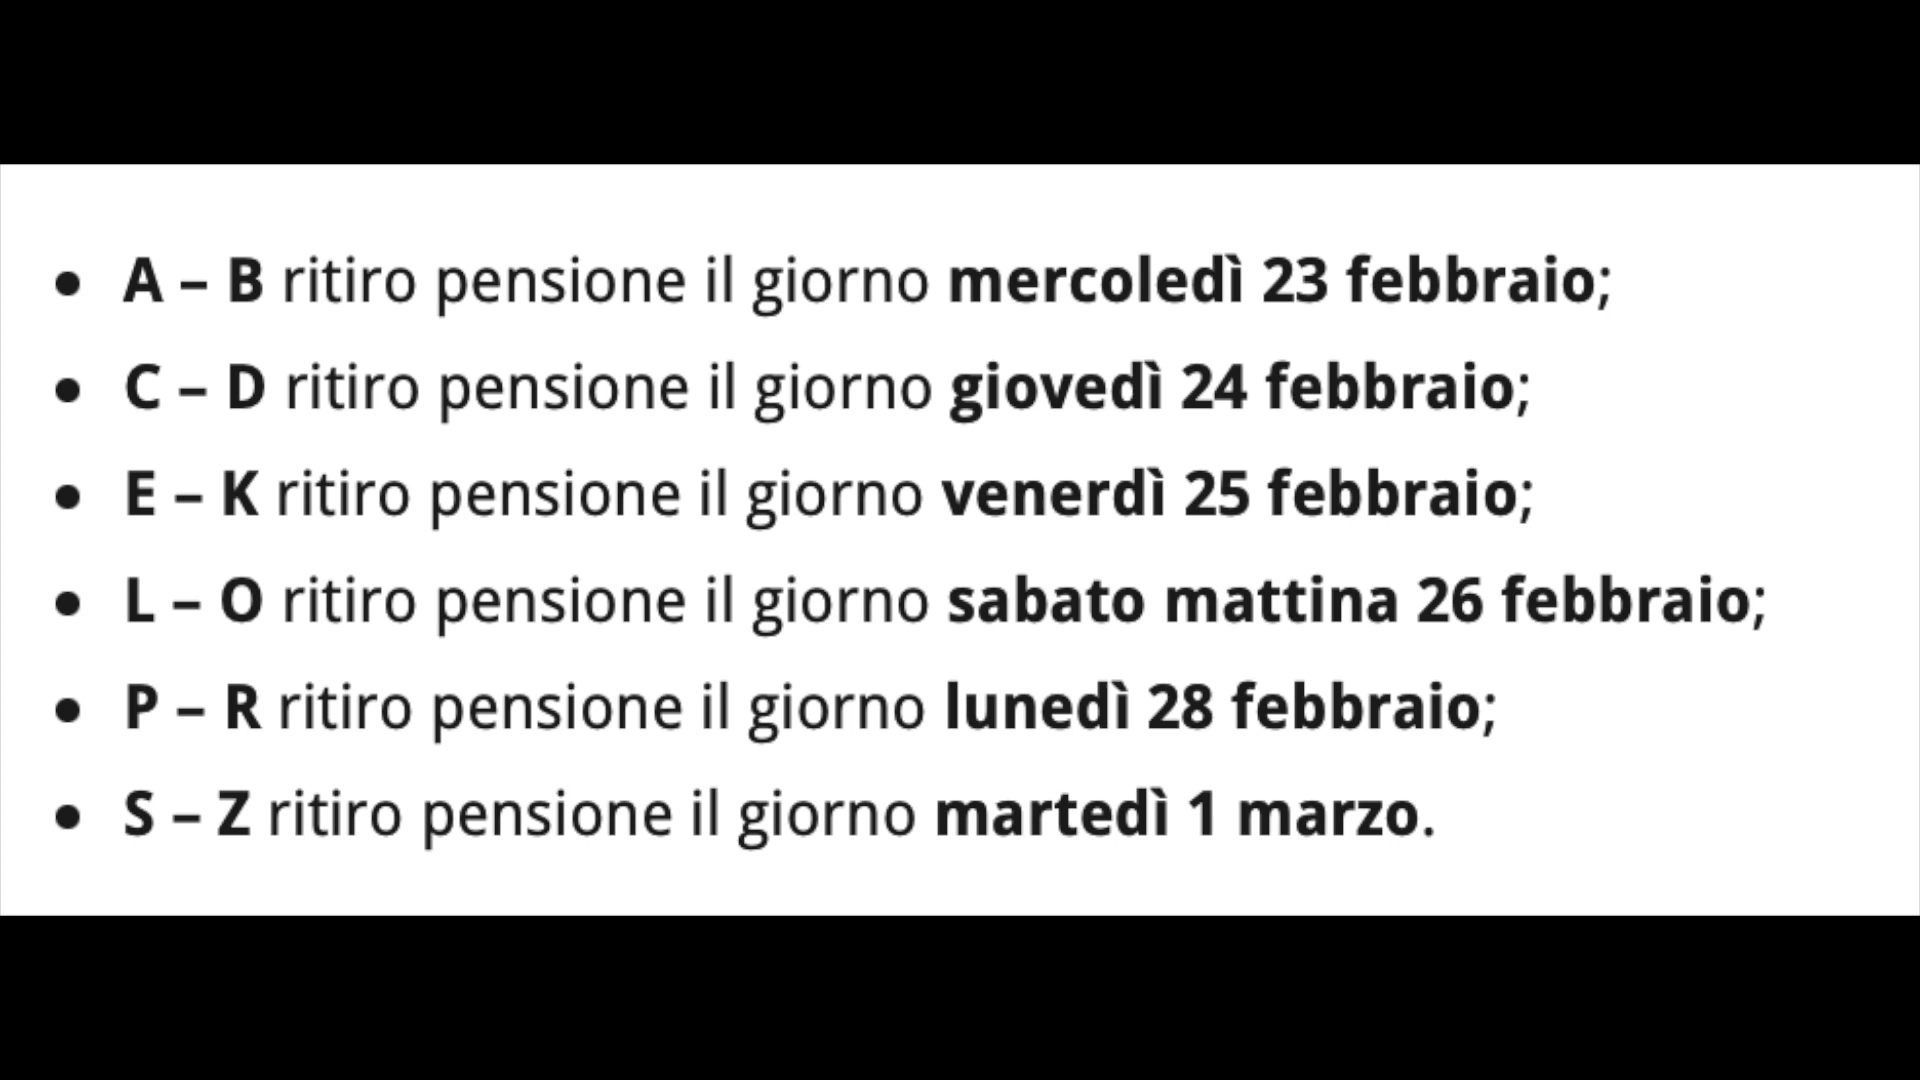 • A – B ritiro pensione il giorno mercoledì 23 febbraio;
• C – D ritiro pensione il giorno giovedì 24 febbraio;
• E – K ritiro pensione il giorno venerdì 25 febbraio;
• L – O ritiro pensione il giorno sabato mattina 26 febbraio;
• P – R ritiro pensione il giorno lunedì 28 febbraio;
• S – Z ritiro pensione il giorno martedì 1 marzo.